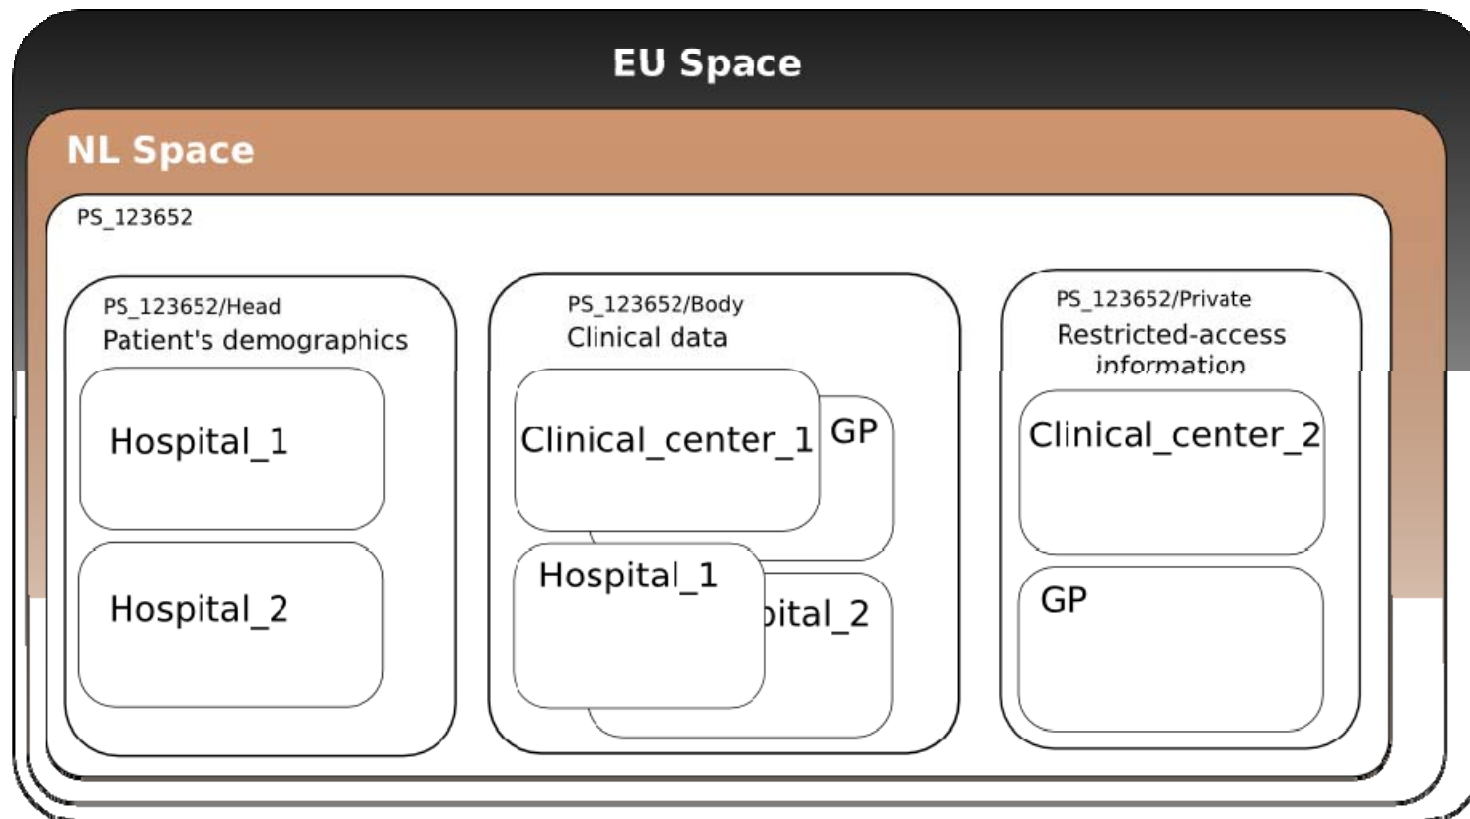 EU Space
NL Space
PS_123652
PS_123652/Head
Patient's demographics
Hospital_1
Hospital_2
PS_123652/Body
Clinical data
Clinical_center_1
GP
Hospital_1
pital_2
PS_123652/Private
Restricted-access
information
Clinical_center_2
GP